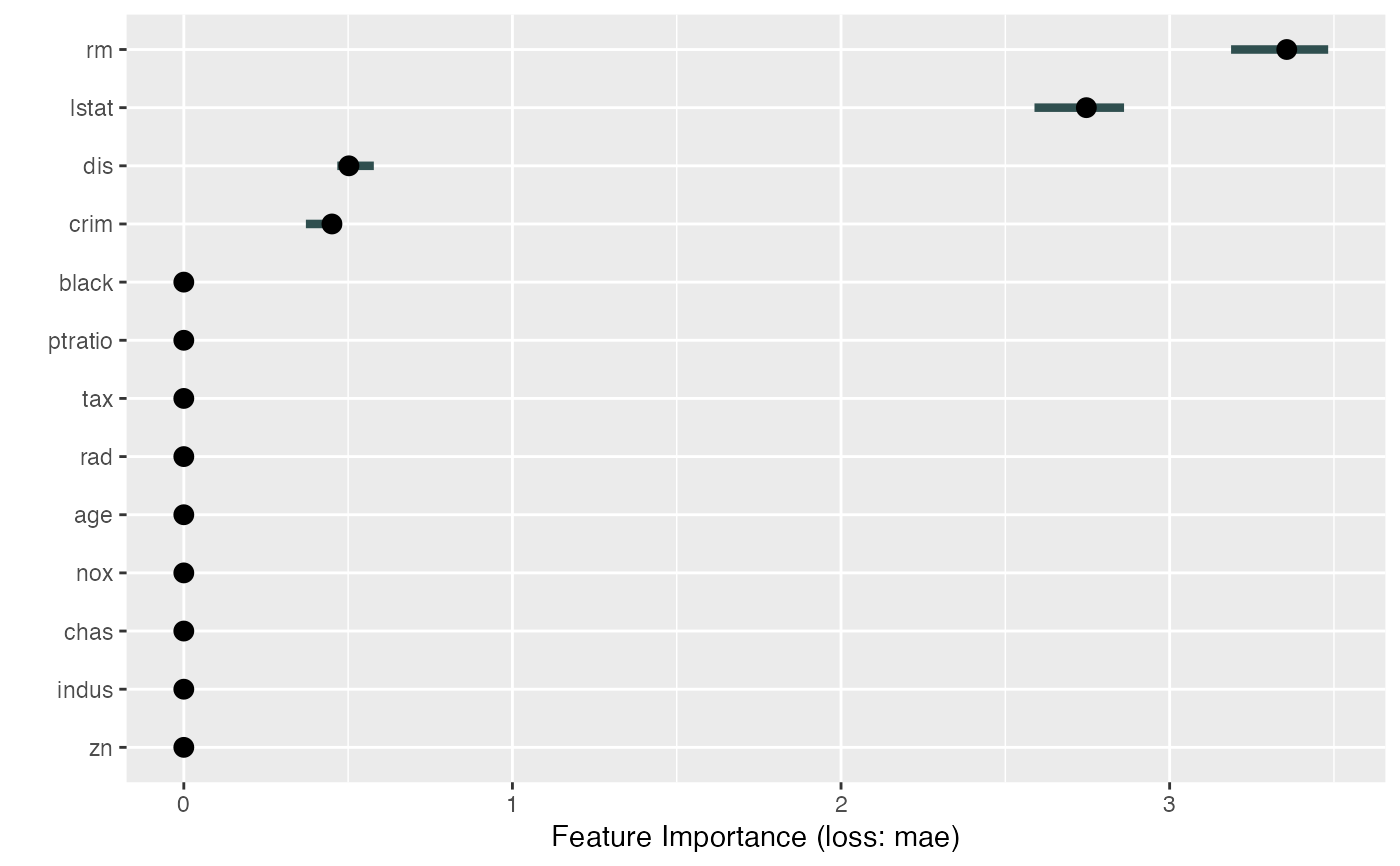 rm
lstat
dis
crim
black
ptratio
tax
rad
age
nox
chas
indus
zn
0 1 2 3
Feature Importance (loss: mae)